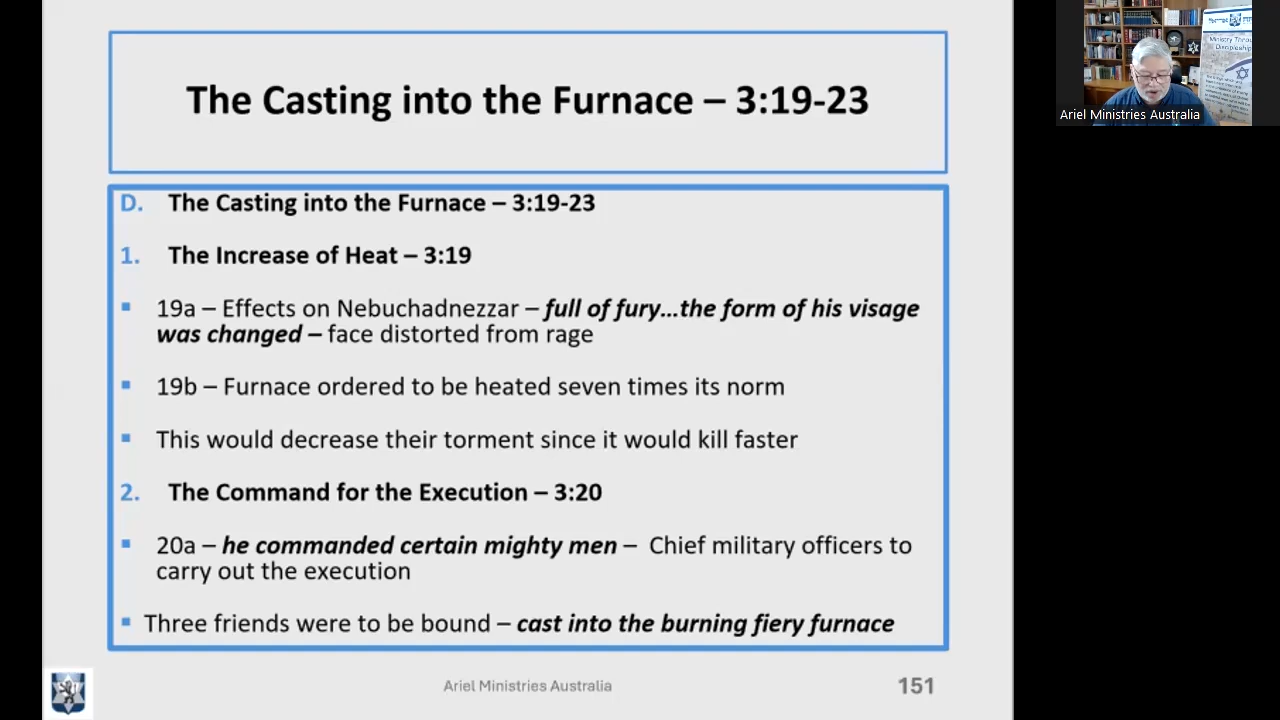 The Casting into the Furnace – 3:19-23
D. The Casting into the Furnace – 3:19-23
1. The Increase of Heat – 3:19
▪ 19a – Effects on Nebuchadnezzar – full of fury...the form of his visage
was changed – face distorted from rage
▪ 19b – Furnace ordered to be heated seven times its norm
▪ This would decrease their torment since it would kill faster
2. The Command for the Execution – 3:20
▪ 20a – he commanded certain mighty men – Chief military officers to
carry out the execution
▪ Three friends were to be bound – cast into the burning fiery furnace
Ariel Ministries Australia
151
Ministry Through
Discipleship
Ariel Ministries Australia